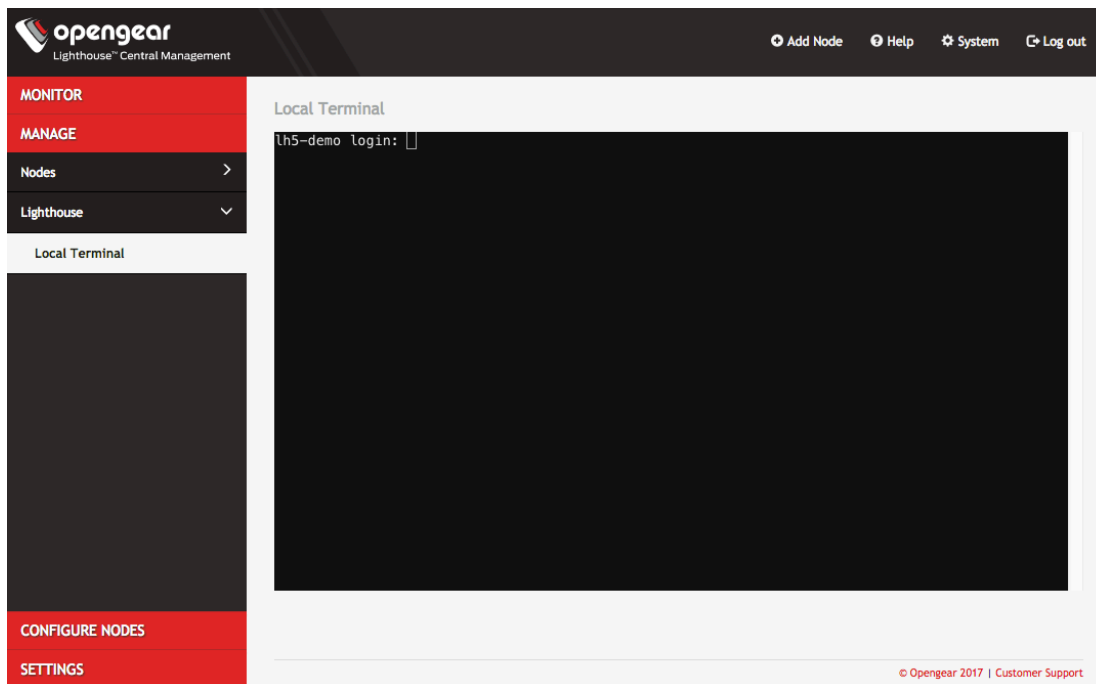 opengear
Lighthouse™ Central Management
Add Node
Help
System
Log out
MONITOR
MANAGE
Nodes
Lighthouse
Local Terminal
CONFIGURE NODES
SETTINGS
Local Terminal
lh5-demo login:
© Opengear 2017 | Customer Support